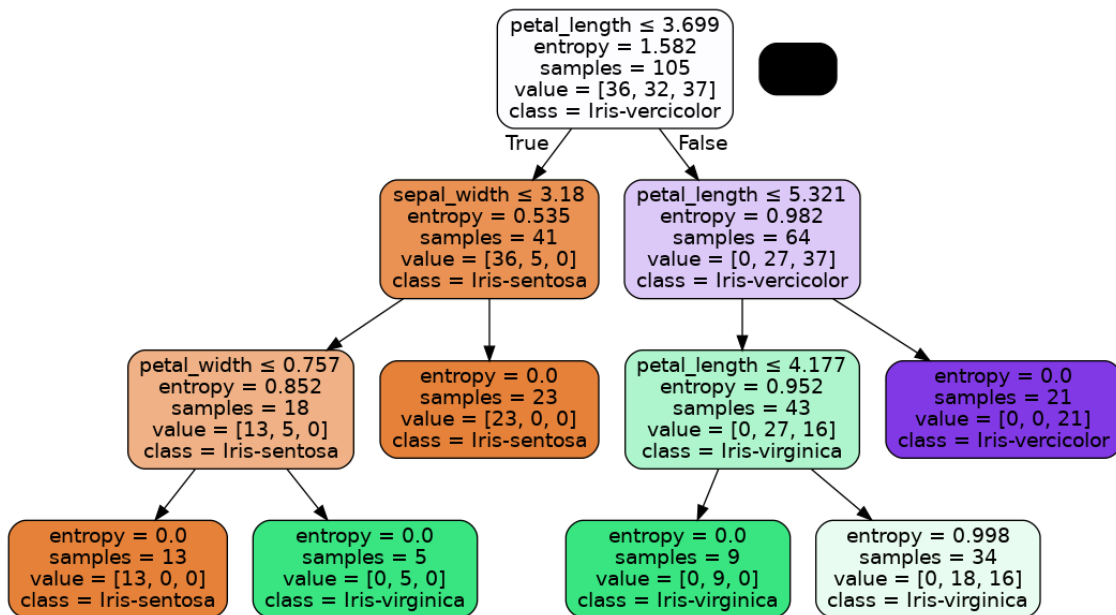 petal_length ≤ 3.699
entropy = 1.582
samples = 105
value = [36, 32, 37]
class = Iris-vercicolor
True
False
sepal_width ≤ 3.18
entropy = 0.535
samples = 41
value = [36, 5, 0]
class = Iris-sentosa
petal_length ≤ 5.321
entropy = 0.982
samples = 64
value = [0, 27, 37]
class = Iris-vercicolor
petal_width ≤ 0.757
entropy = 0.852
samples = 18
value = [13, 5, 0]
class = Iris-sentosa
entropy = 0.0
samples = 23
value = [23, 0, 0]
class = Iris-sentosa
petal_length ≤ 4.177
entropy = 0.952
samples = 43
value = [0, 27, 16]
class = Iris-virginica
entropy = 0.0
samples = 21
value = [0, 0, 21]
class = Iris-vercicolor
entropy = 0.0
samples = 13
value = [13, 0, 0]
class = Iris-sentosa
entropy = 0.0
samples = 5
value = [0, 5, 0]
class = Iris-virginica
entropy = 0.0
samples = 9
value = [0, 9, 0]
class = Iris-virginica
entropy = 0.998
samples = 34
value = [0, 18, 16]
class = Iris-virginica